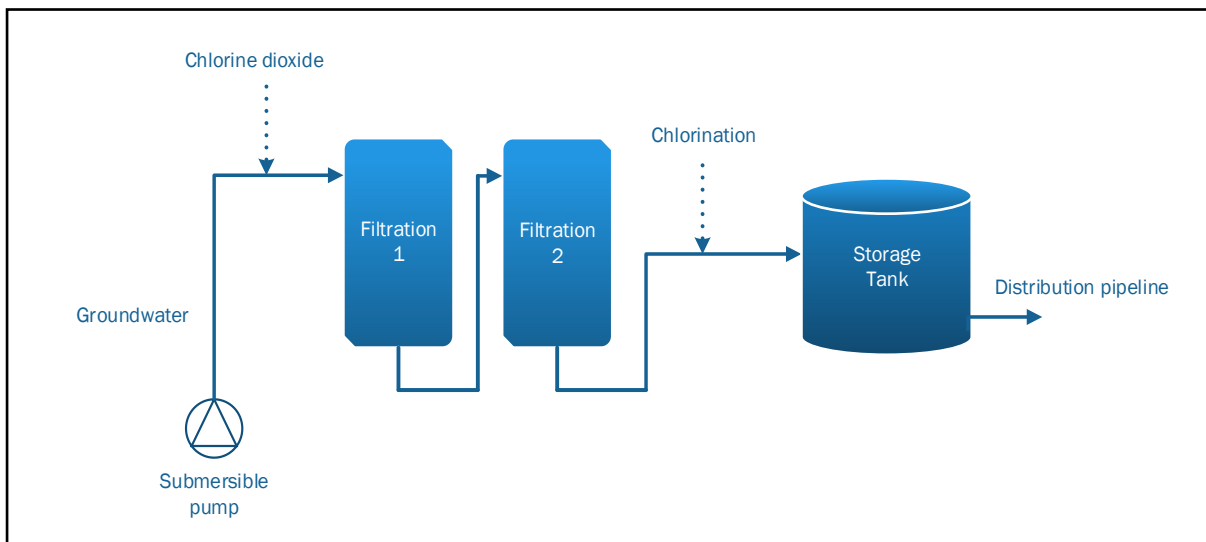 Chlorine dioxide
Chlorination
Filtration
1
Filtration
2
Storage
Tank
Distribution pipeline
Groundwater
Submersible
pump